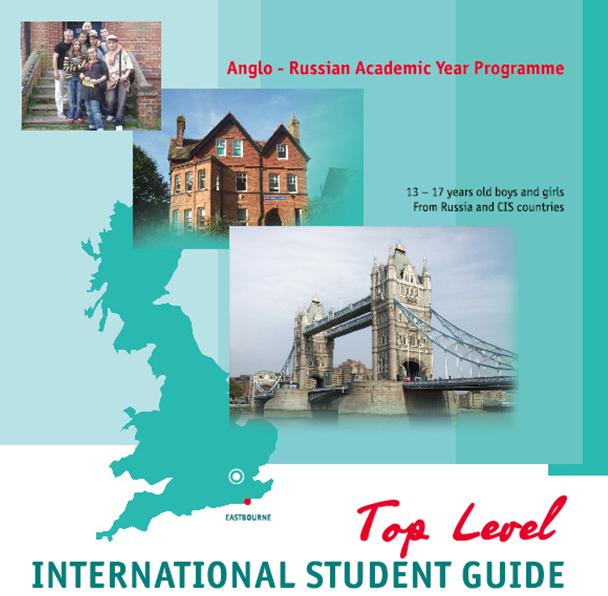 Anglo - Russian Academic Year Programme
13 – 17 years old boys and girls
From Russia and CIS countries
EASTBOURNE
Top Level
INTERNATIONAL STUDENT GUIDE